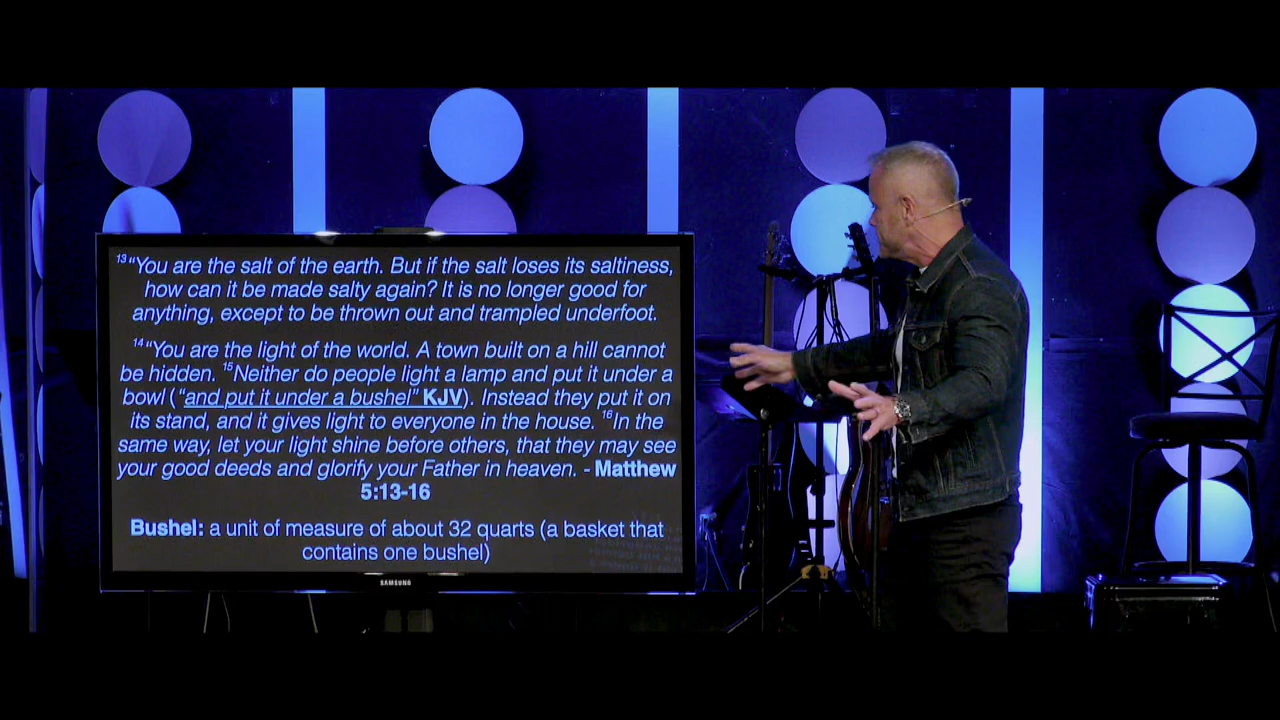 ¹³“You are the salt of the earth. But if the salt loses its saltiness,
how can it be made salty again? It is no longer good for
anything, except to be thrown out and trampled underfoot.
¹⁴“You are the light of the world. A town built on a hill cannot
be hidden. ¹⁵Neither do people light a lamp and put it under a
bowl (“and put it under a bushel” KJV). Instead they put it on
its stand, and it gives light to everyone in the house. ¹⁶In the
same way, let your light shine before others, that they may see
your good deeds and glorify your Father in heaven. - Matthew
5:13-16
Bushel: a unit of measure of about 32 quarts (a basket that
contains one bushel)
SAMSUNG